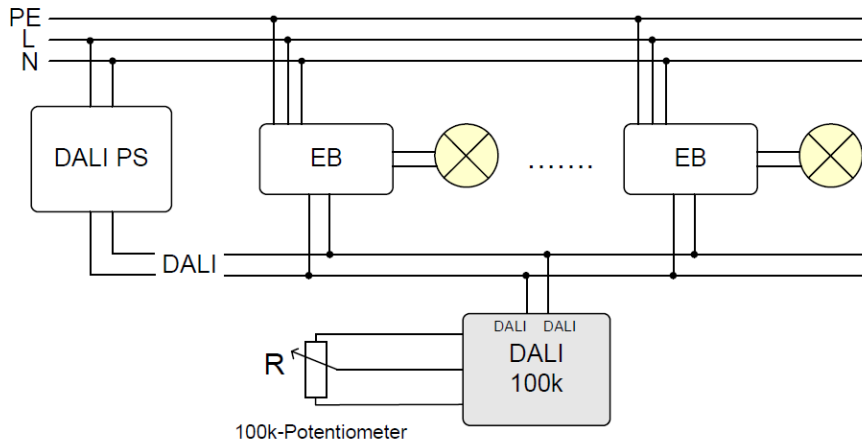 PE
L
N
DALI PS
EB
.......
EB
DALI
DALI DALI
DALI
100k
R
100k-Potentiometer